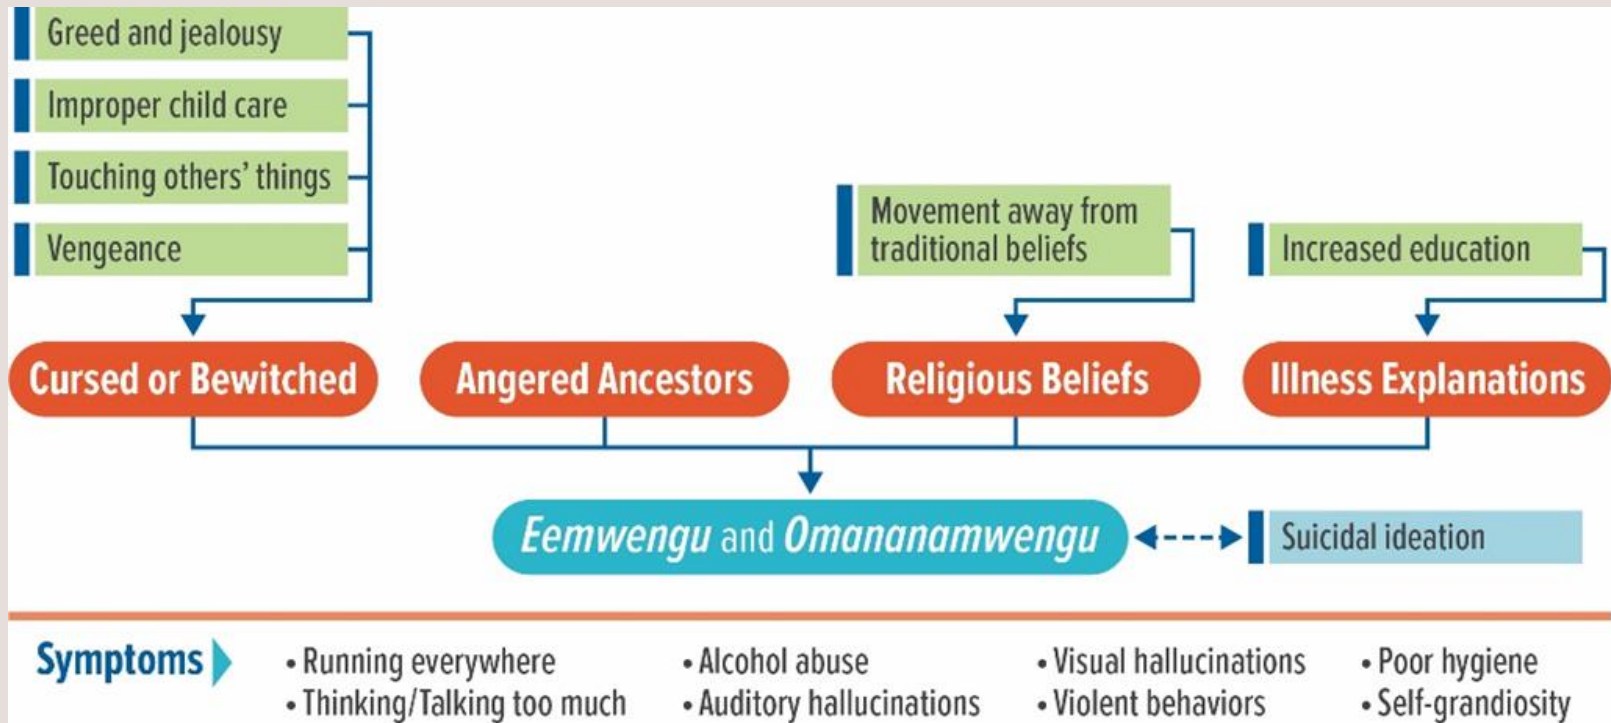 Greed and jealousy
Improper child care
Touching others’ things
Vengeance
Movement away from
traditional beliefs
Increased education
Cursed or Bewitched
Angered Ancestors
Religious Beliefs
Illness Explanations
Eemwengu and Omananamwengu
Suicidal ideation
Symptoms
• Running everywhere
• Thinking/Talking too much
• Alcohol abuse
• Auditory hallucinations
• Visual hallucinations
• Violent behaviors
• Poor hygiene
• Self-grandiosity